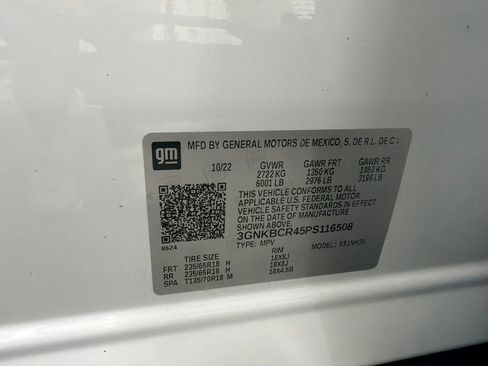 gm
MFD BY GENERAL MOTORS DE MEXICO, S. DE R.L. DE C.V.
10/22 GVWR GAWR FRT GAWR RR
2722 KG 1350 KG 1450 KG
6001 LB 2976 LB 3196 LB
THIS VEHICLE CONFORMS TO ALL
APPLICABLE U.S. FEDERAL MOTOR
VEHICLE SAFETY STANDARDS IN EFFECT
ON THE DATE OF MANUFACTURE
SHOWN ABOVE.
3GNKBCR45PS116508
TYPE: MPV MODEL:
0624
TIRE SIZE RIM
FRT 235/65R18 H 18X8J
RR 235/65R18 H 18X8J
SPA T135/70R18 M 18X4.5B